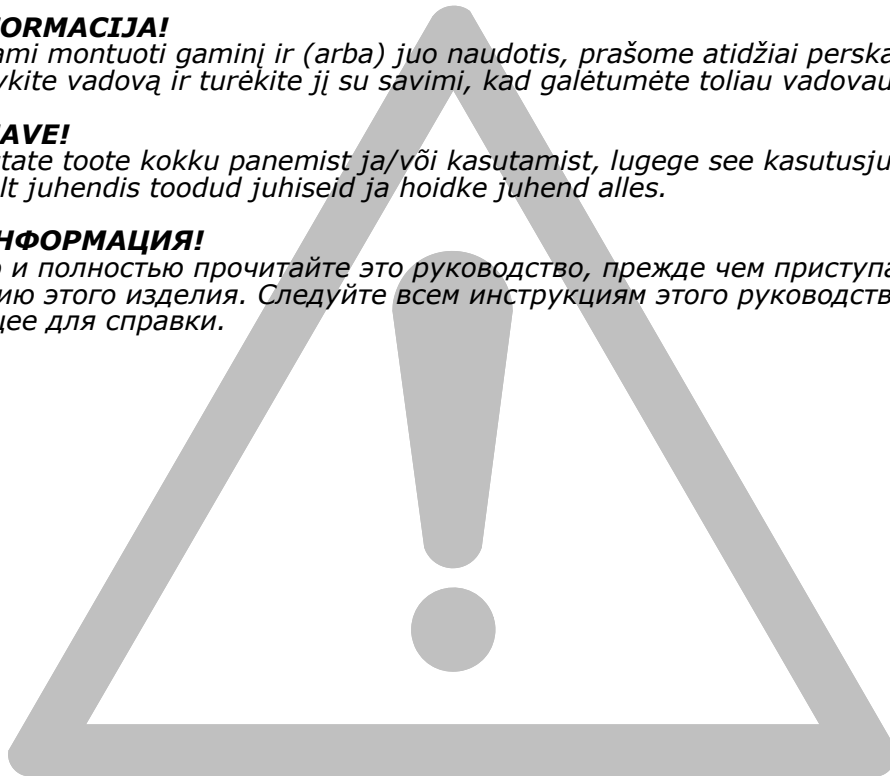 FORMACIJA!
ami montuoti gaminį ir (arba) juo naudotis, prašome atidžiai perska
ykite vadovą ir turėkite jį su savimi, kad galėtumėte toliau vadovau
AVE!
tate toote kokku panemist ja/või kasutamist, lugege see kasutusju
lt juhendis toodud juhiseid ja hoidke juhend alles.
НФОРМАЦИЯ!
о и полностью прочитайте это руководство, прежде чем приступа
ию этого изделия. Следуйте всем инструкциям этого руководств
щее для справки.